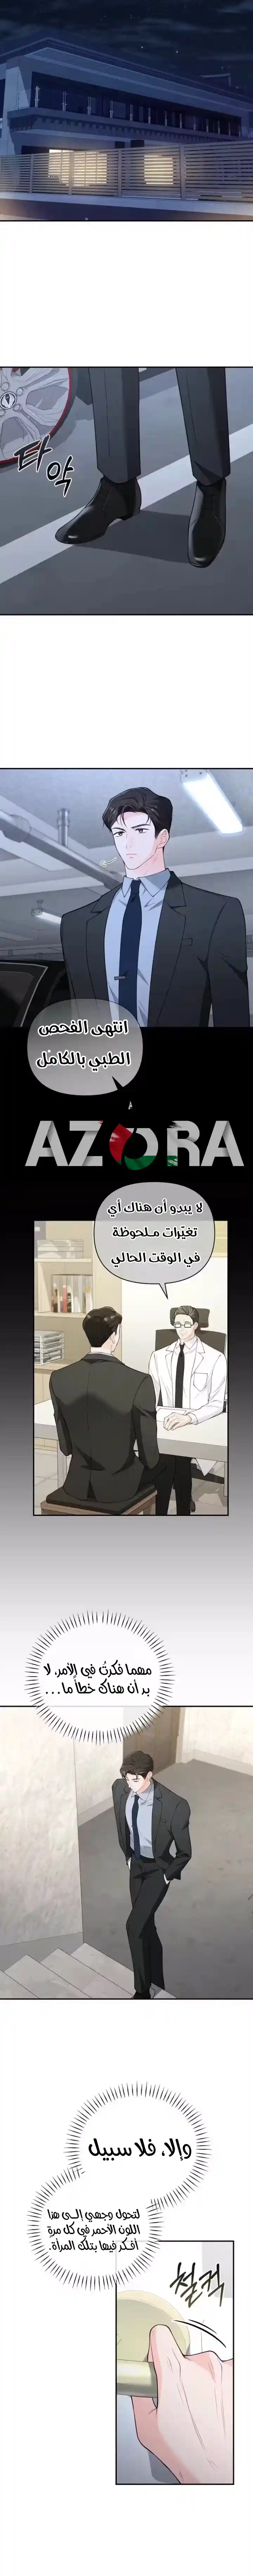 타악
انتهى الفحص
الطبي بالكامل
AZORA
لا يبدو أن هناك أي
تغيّرات ملحوظة
في الوقت الحالي
مهما فكرتُ في الأمر، لا
بد أن هناك خطأ ما...
وإلا، فلا سبيل
لتحول وجهي إلى هذا
اللون الأحمر في كل مرة
أفكر فيها بتلك المرأة.
철컥